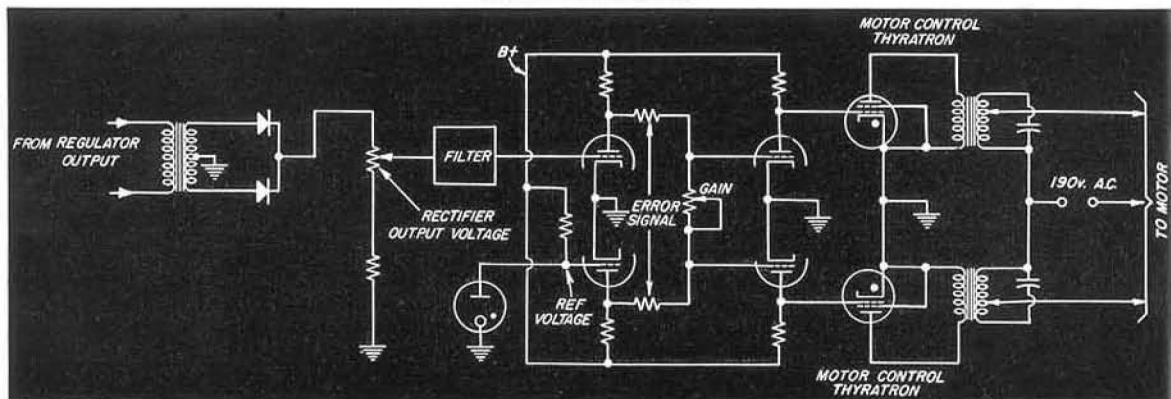 MOTOR CONTROL
THYRATRON
B+
FROM REGULATOR
OUTPUT
FILTER
RECTIFIER
OUTPUT VOLTAGE
ERROR
SIGNAL
GAIN
190v. A.C.
TO MOTOR
REF
VOLTAGE
MOTOR CONTROL
THYRATRON